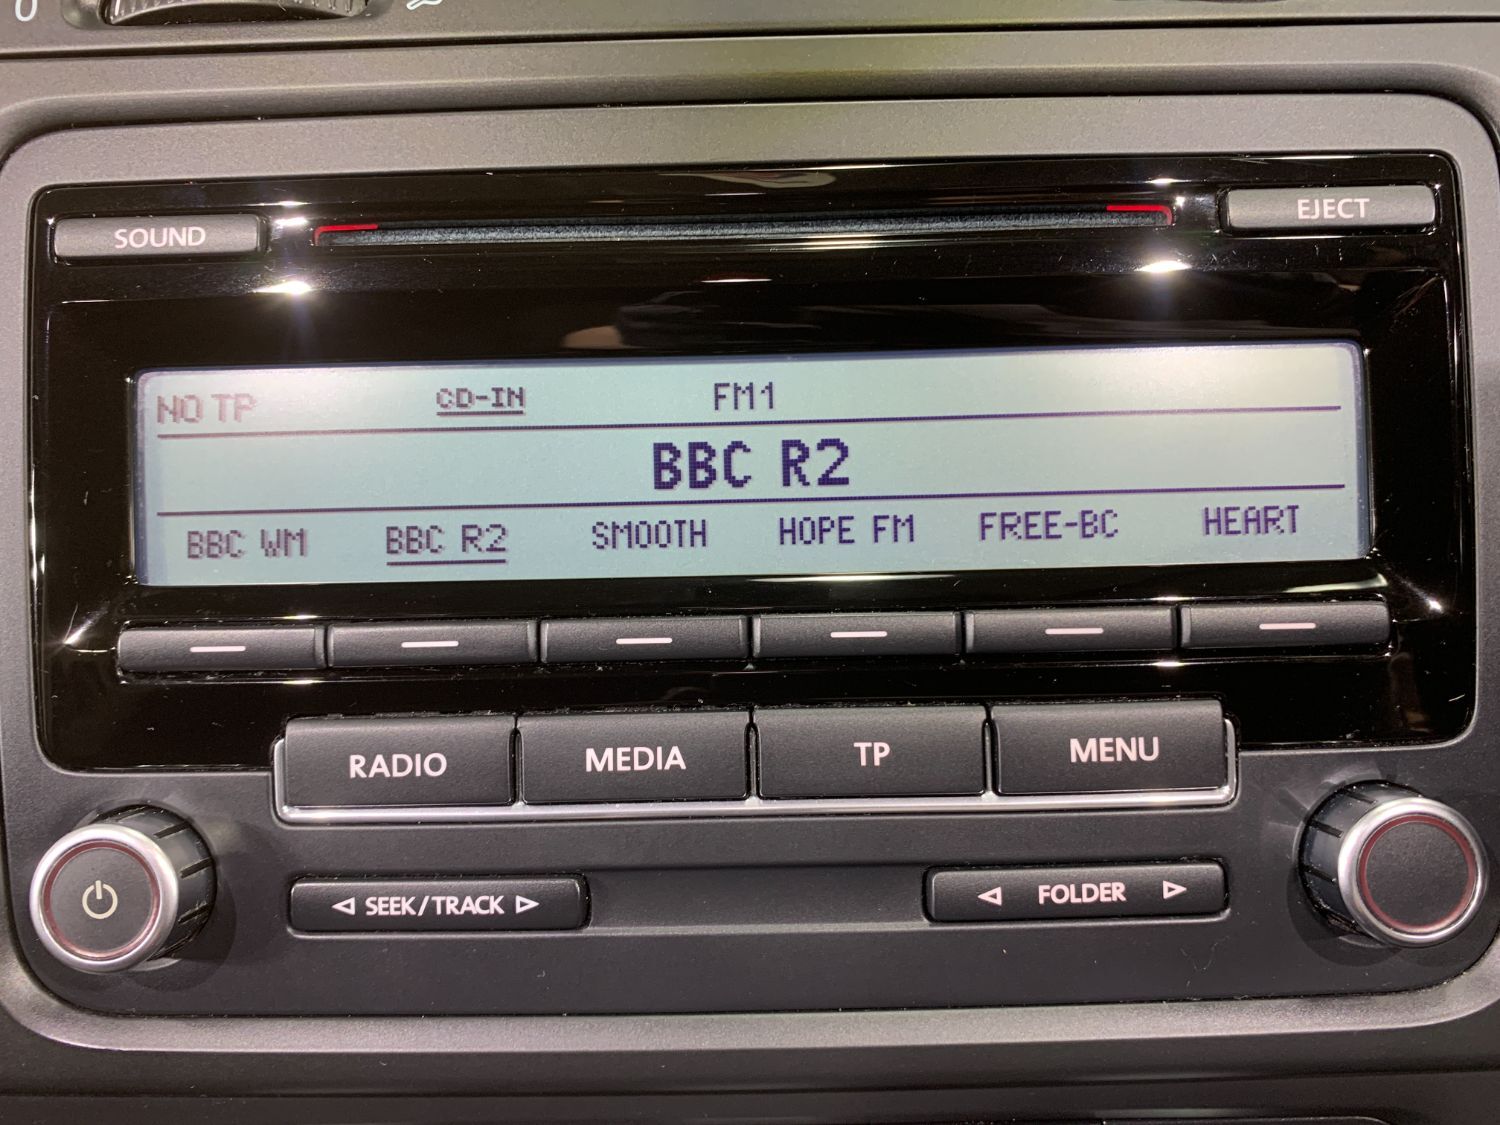 0
SOUND
EJECT
NO TP CD-IN FM1
BBC R2
BBC WM BBC R2 SMOOTH HOPE FM FREE-BC HEART
RADIO MEDIA TP MENU
SEEK/TRACK
FOLDER